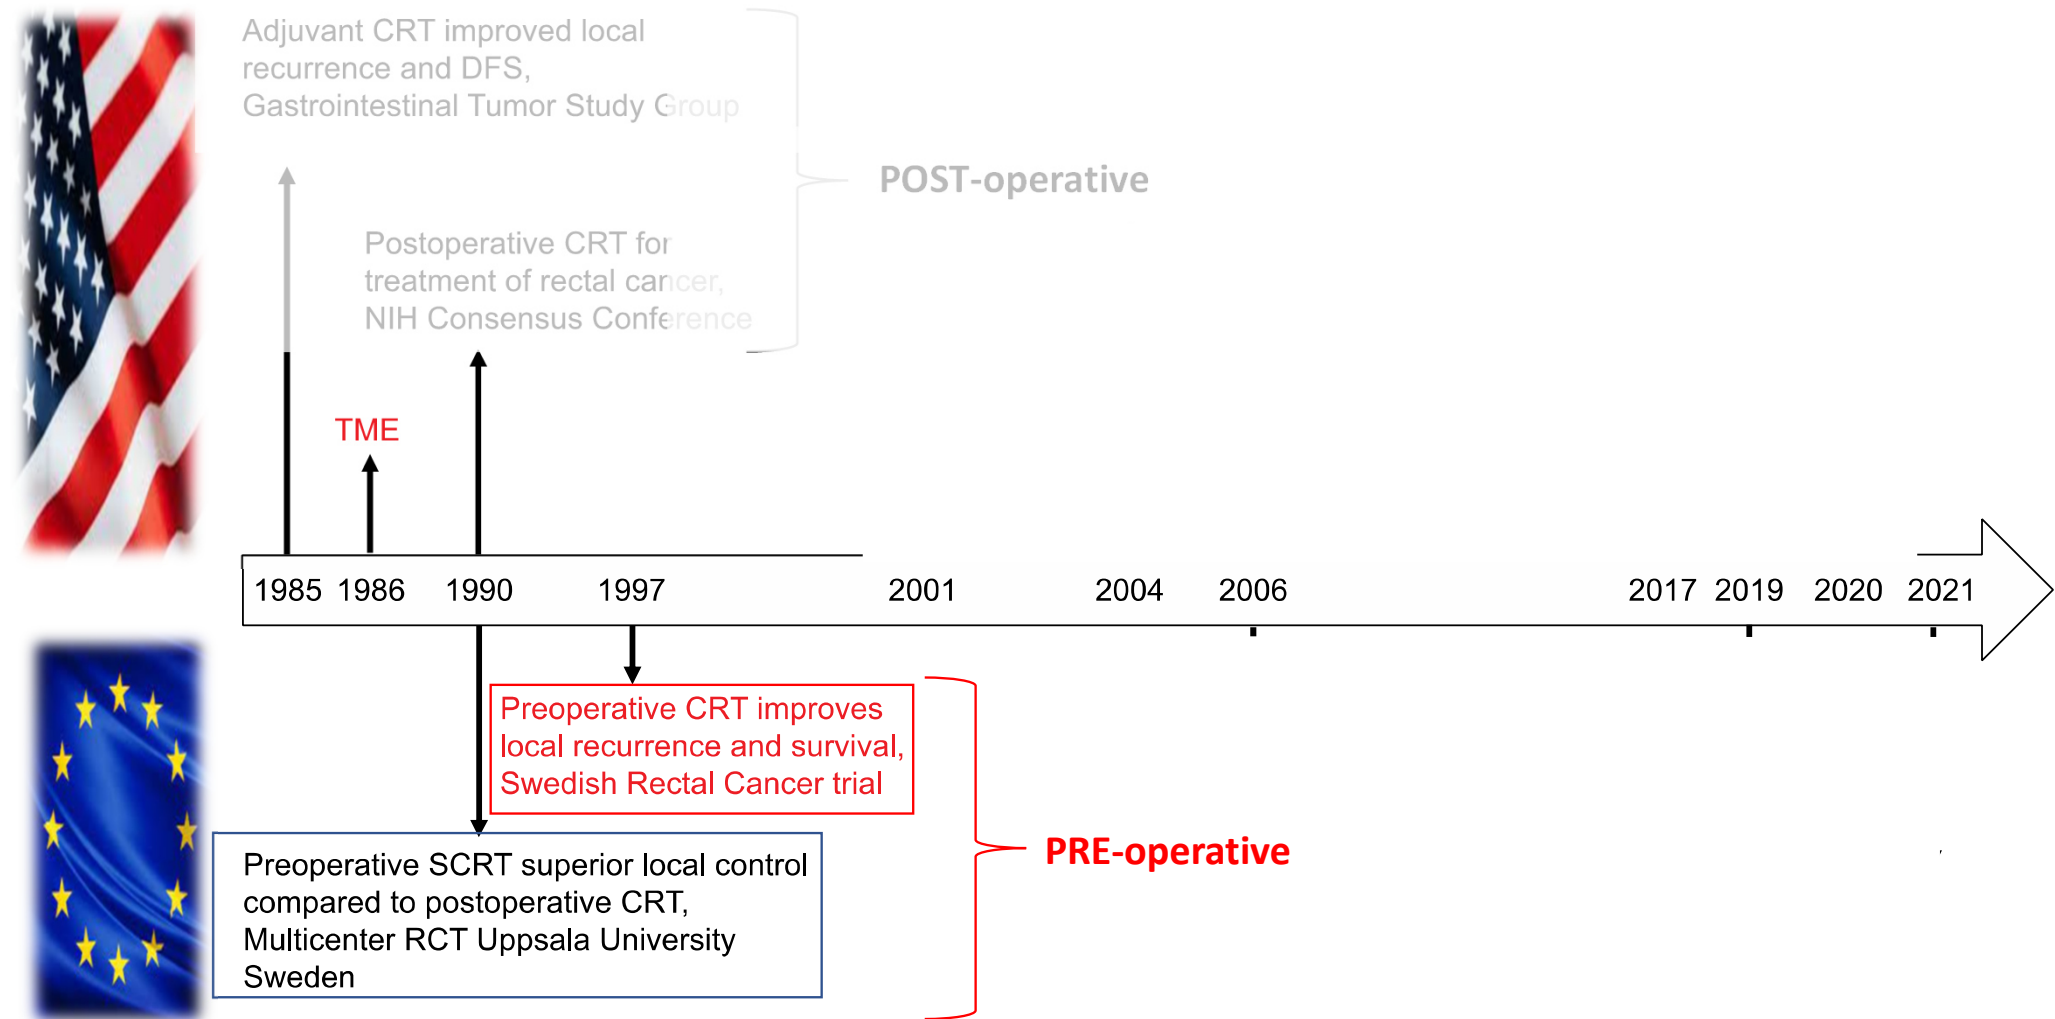 Adjuvant CRT improved local
recurrence and DFS,
Gastrointestinal Tumor Study Group
POST-operative
Postoperative CRT for
treatment of rectal cancer,
NIH Consensus Conference
TME
1985 1986 1990 1997 2001 2004 2006 2017 2019 2020 2021
Preoperative CRT improves
local recurrence and survival,
Swedish Rectal Cancer trial
PRE-operative
Preoperative SCRT superior local control
compared to postoperative CRT,
Multicenter RCT Uppsala University
Sweden